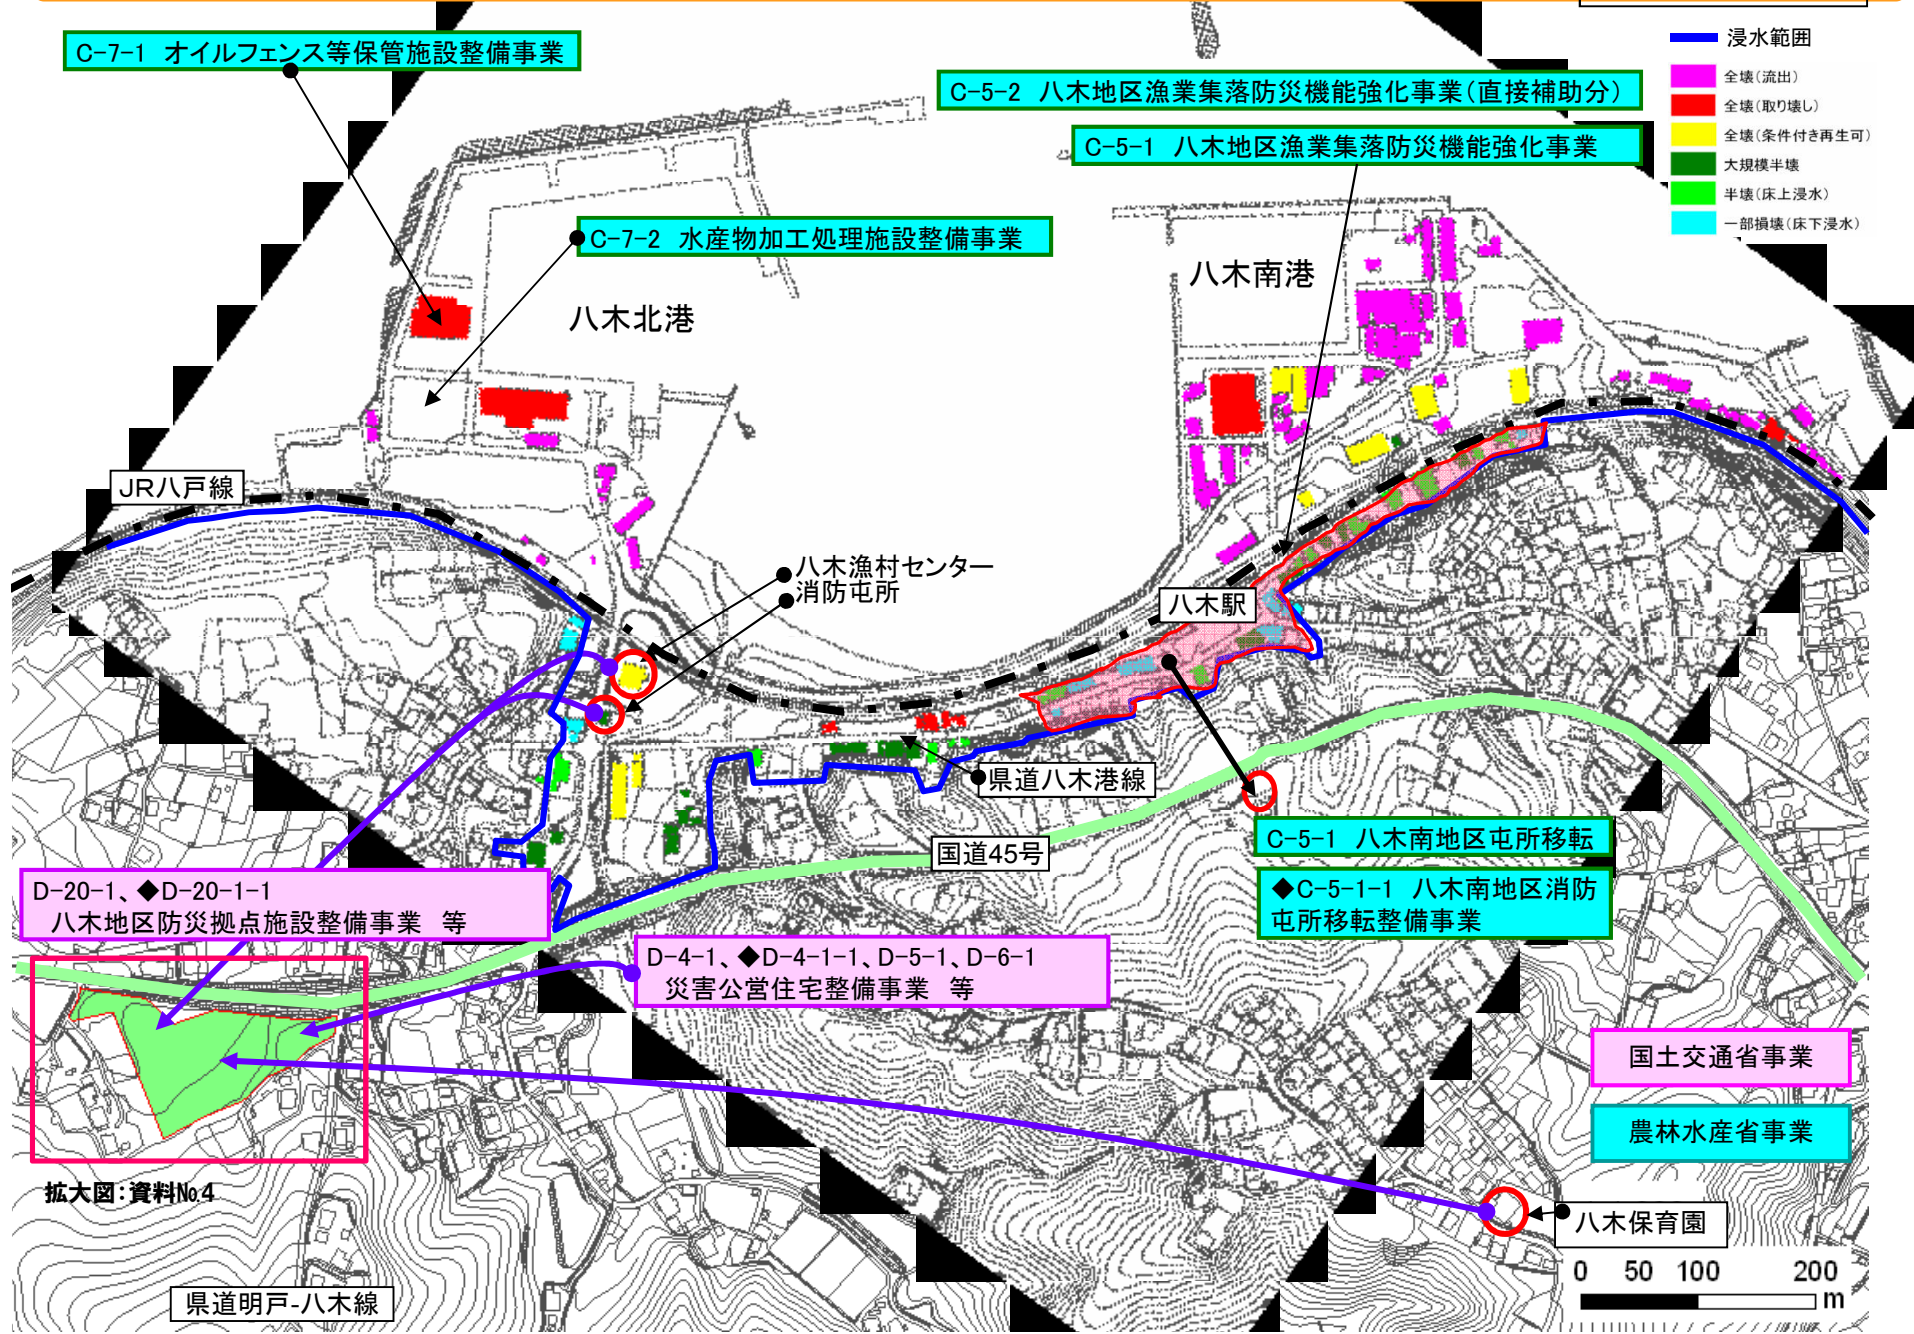 C-7-1 オイルフェンス等保管施設整備事業
浸水範囲
全壊(流出)
全壊(取り壊し)
全壊(条件付き再生可)
大規模半壊
半壊(床上浸水)
一部損壊(床下浸水)
C-5-2 八木地区漁業集落防災機能強化事業(直接補助分)
C-5-1 八木地区漁業集落防災機能強化事業
C-7-2 水産物加工処理施設整備事業
八木南港
八木北港
JR八戸線
八木漁村センター
消防屯所
八木駅
県道八木港線
国道45号
C-5-1 八木南地区屯所移転
◆C-5-1-1 八木南地区消防
屯所移転整備事業
D-20-1、◆D-20-1-1
八木地区防災拠点施設整備事業 等
D-4-1、◆D-4-1-1、D-5-1、D-6-1
災害公営住宅整備事業 等
国土交通省事業
農林水産省事業
拡大図:資料№4
八木保育園
県道明戸-八木線
0 50 100 200
m